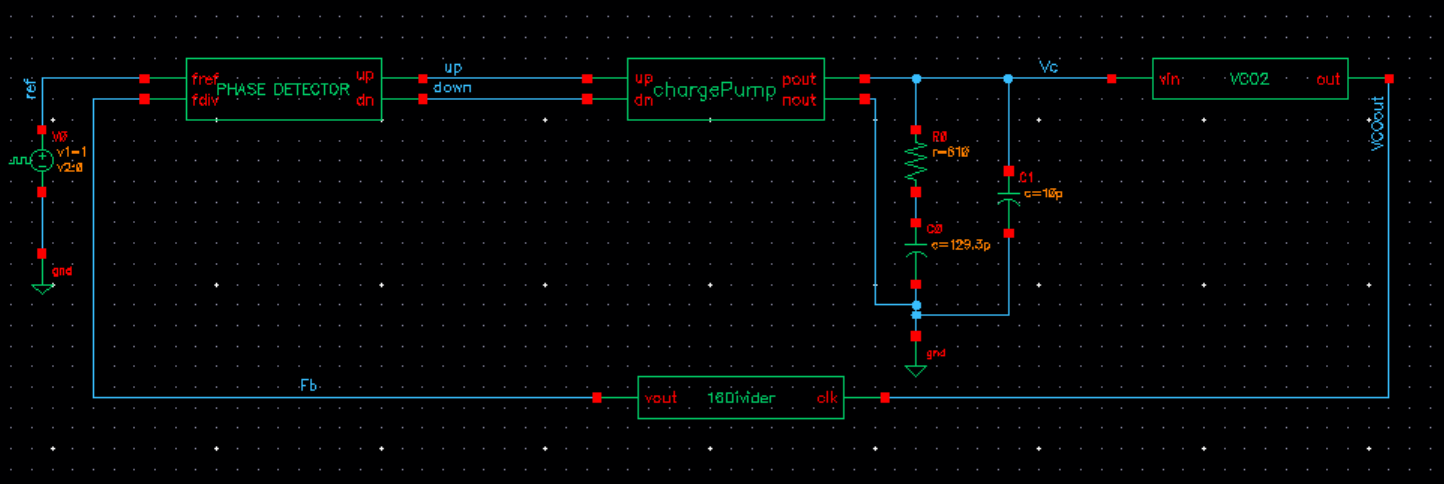 ref
V0
v1=1
v2:0
gnd
fref
fdiv
PHASE DETECTOR
up
dn
up
down
up
dn
chargePump
pout
nout
R0
r=610
C0
c=129.3p
gnd
C1
c=10p
Vc
vin
VCO2
out
VCOout
Fb
vout
16Divider
clk